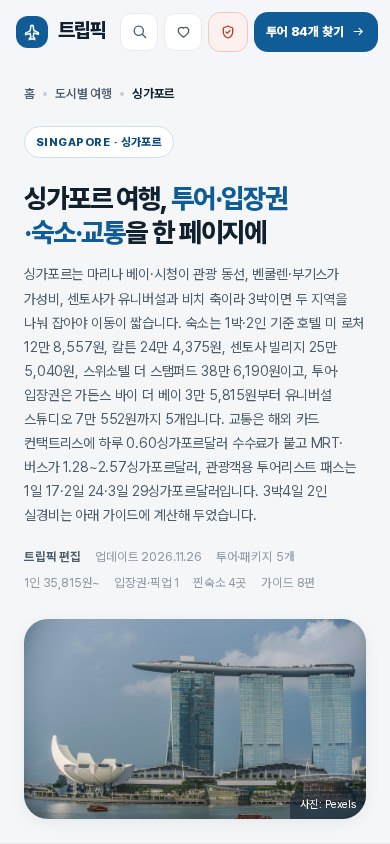 트립픽
투어 84개 찾기 →
홈 • 도시별 여행 • 싱가포르
SINGAPORE · 싱가포르
싱가포르 여행, 투어·입장권
·숙소·교통을 한 페이지에
싱가포르는 마리나 베이·시청이 관광 동선, 벤쿨렌·부기스가
가성비, 센토사가 유니버설과 비치 축이라 3박이면 두 지역을
나눠 잡아야 이동이 짧습니다. 숙소는 1박·2인 기준 호텔 미 로처
12만 8,557원, 칼튼 24만 4,375원, 센토사 빌리지 25만
5,040원, 스위소텔 더 스탬퍼드 38만 6,190원이고, 투어·
입장권은 가든스 바이 더 베이 3만 5,815원부터 유니버설
스튜디오 7만 552원까지 5개입니다. 교통은 해외 카드
컨택트리스에 하루 0.60싱가포르달러 수수료가 붙고 MRT·
버스가 1.28~2.57싱가포르달러, 관광객용 투어리스트 패스는
1일 17·2일 24·3일 29싱가포르달러입니다. 3박4일 2인
실경비는 아래 가이드에 계산해 두었습니다.
트립픽 편집 업데이트 2026.11.26 투어·패키지 5개
1인 35,815원~ 입장권·픽업 1 찐숙소 4곳 가이드 8편
사진: Pexels